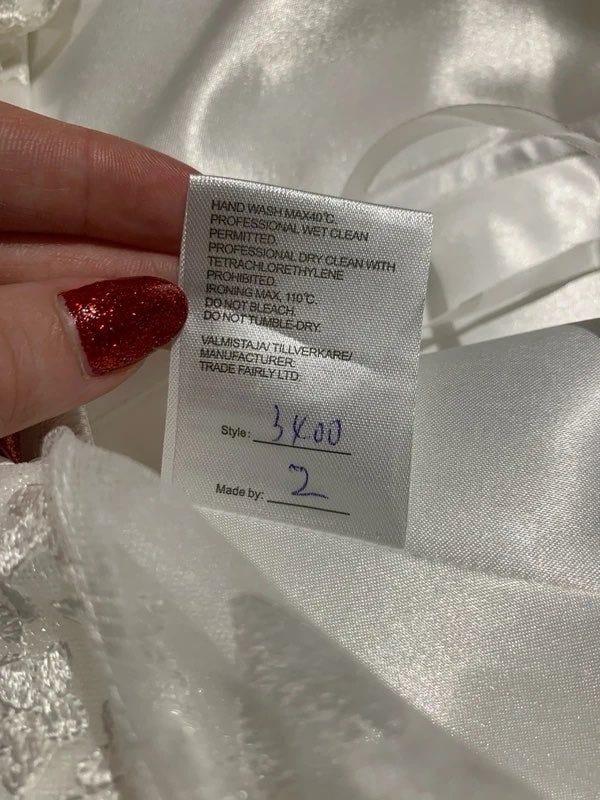 HAND WASH MAX40℃.
PROFESSIONAL WET CLEAN
PERMITTED.
PROFESSIONAL DRY CLEAN WITH
TETRACHLORETHYLENE
PROHIBITED.
IRONING MAX, 110℃.
DO NOT BLEACH.
DO NOT TUMBLE-DRY.
VALMISTAJA/ TILLVERKARE/
MANUFACTURER.
TRADE FAIRLY LTD.
Style: 3400
Made by: 2